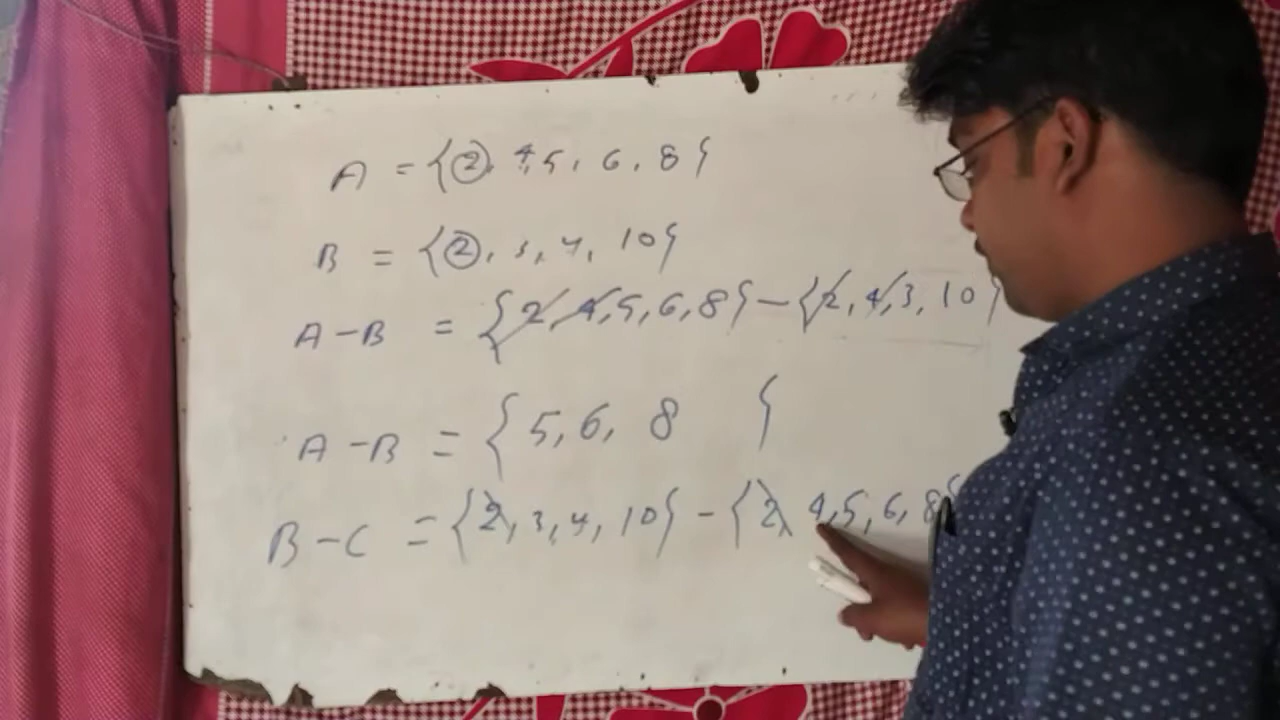 A = {2, 4, 5, 6, 8}
B = {2, 3, 4, 10}
A - B = {2, 4, 5, 6, 8} - {2, 4, 3, 10}
A - B = {5, 6, 8 }
B - C = {2, 3, 4, 10} - {2, 4, 5, 6, 8}